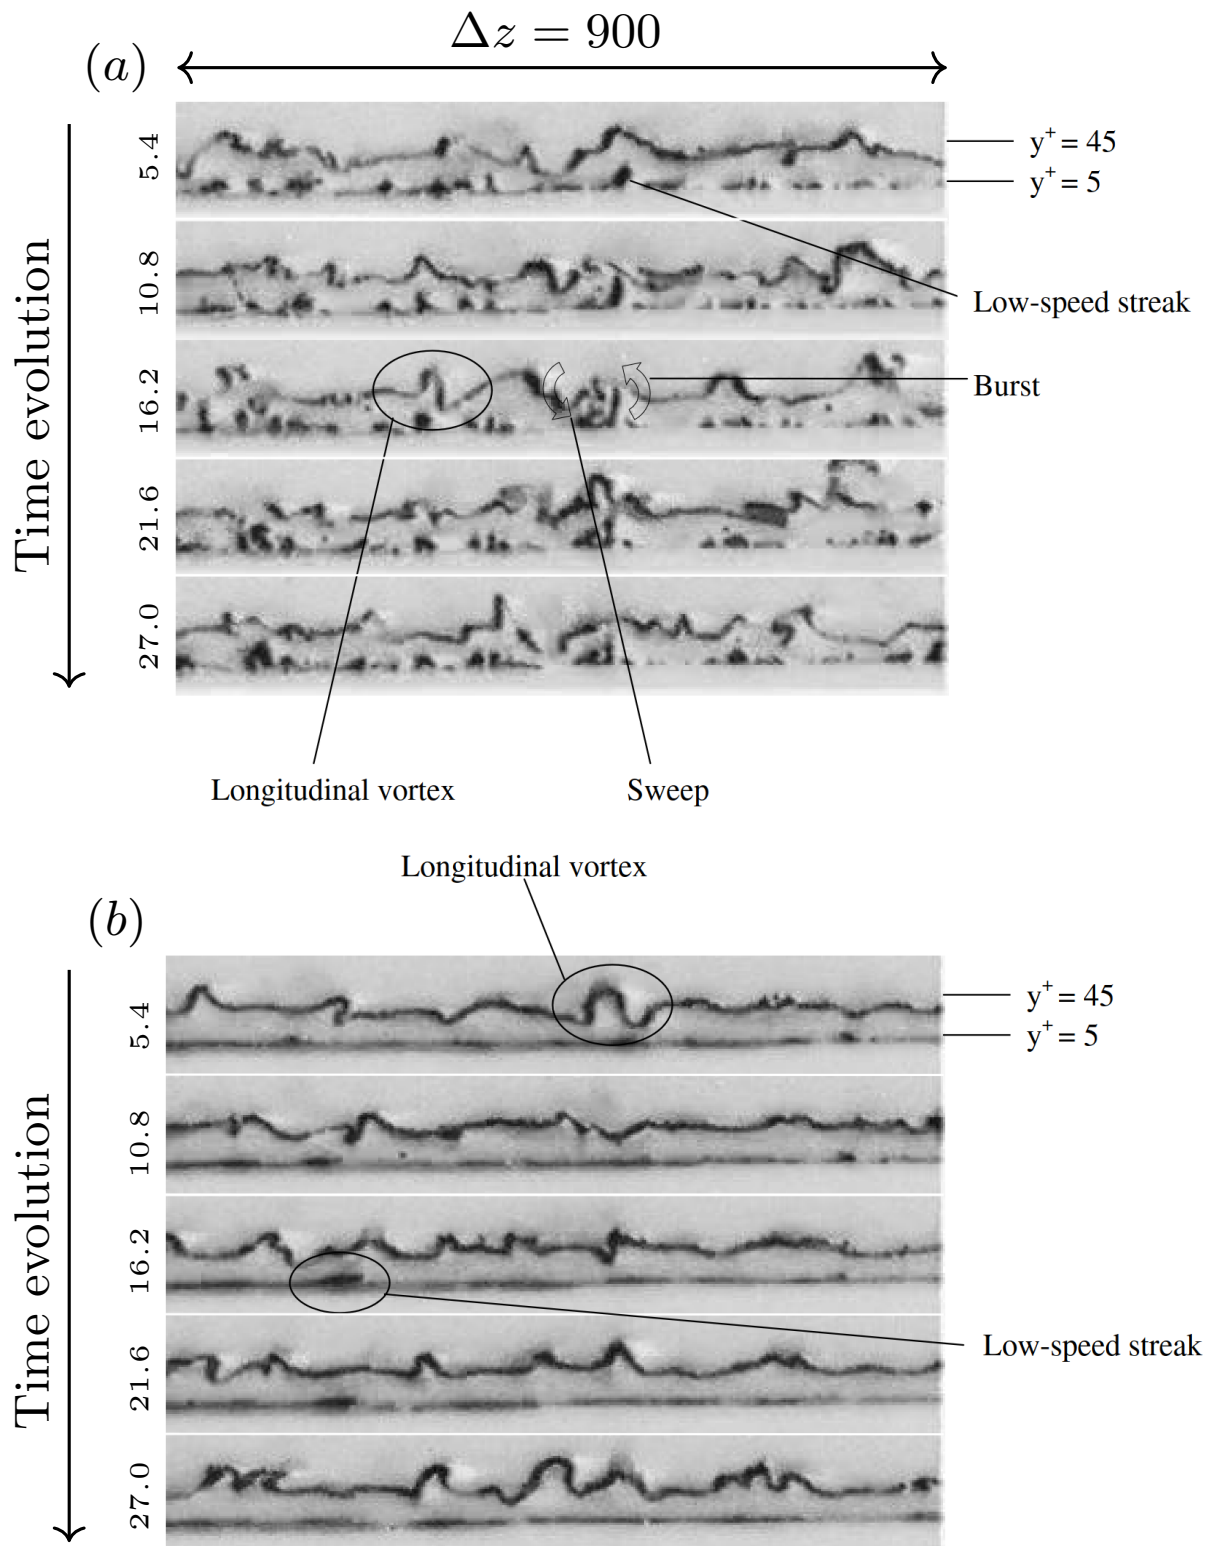 Δz = 900
(a)
Time evolution
5.4
y⁺ = 45
y⁺ = 5
10.8
Low-speed streak
16.2
Burst
21.6
27.0
Longitudinal vortex
Sweep
Longitudinal vortex
(b)
Time evolution
5.4
y⁺ = 45
y⁺ = 5
10.8
16.2
Low-speed streak
21.6
27.0